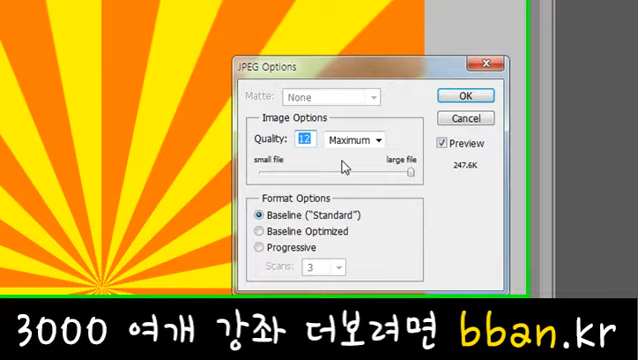 JPEG Options
Matte: None
OK
Image Options
Cancel
Quality: 12 Maximum
Preview
small file large file
247.6K
Format Options
Baseline ("Standard")
Baseline Optimized
Progressive
Scans: 3
3000 여개 강좌 더보려면 bban.kr